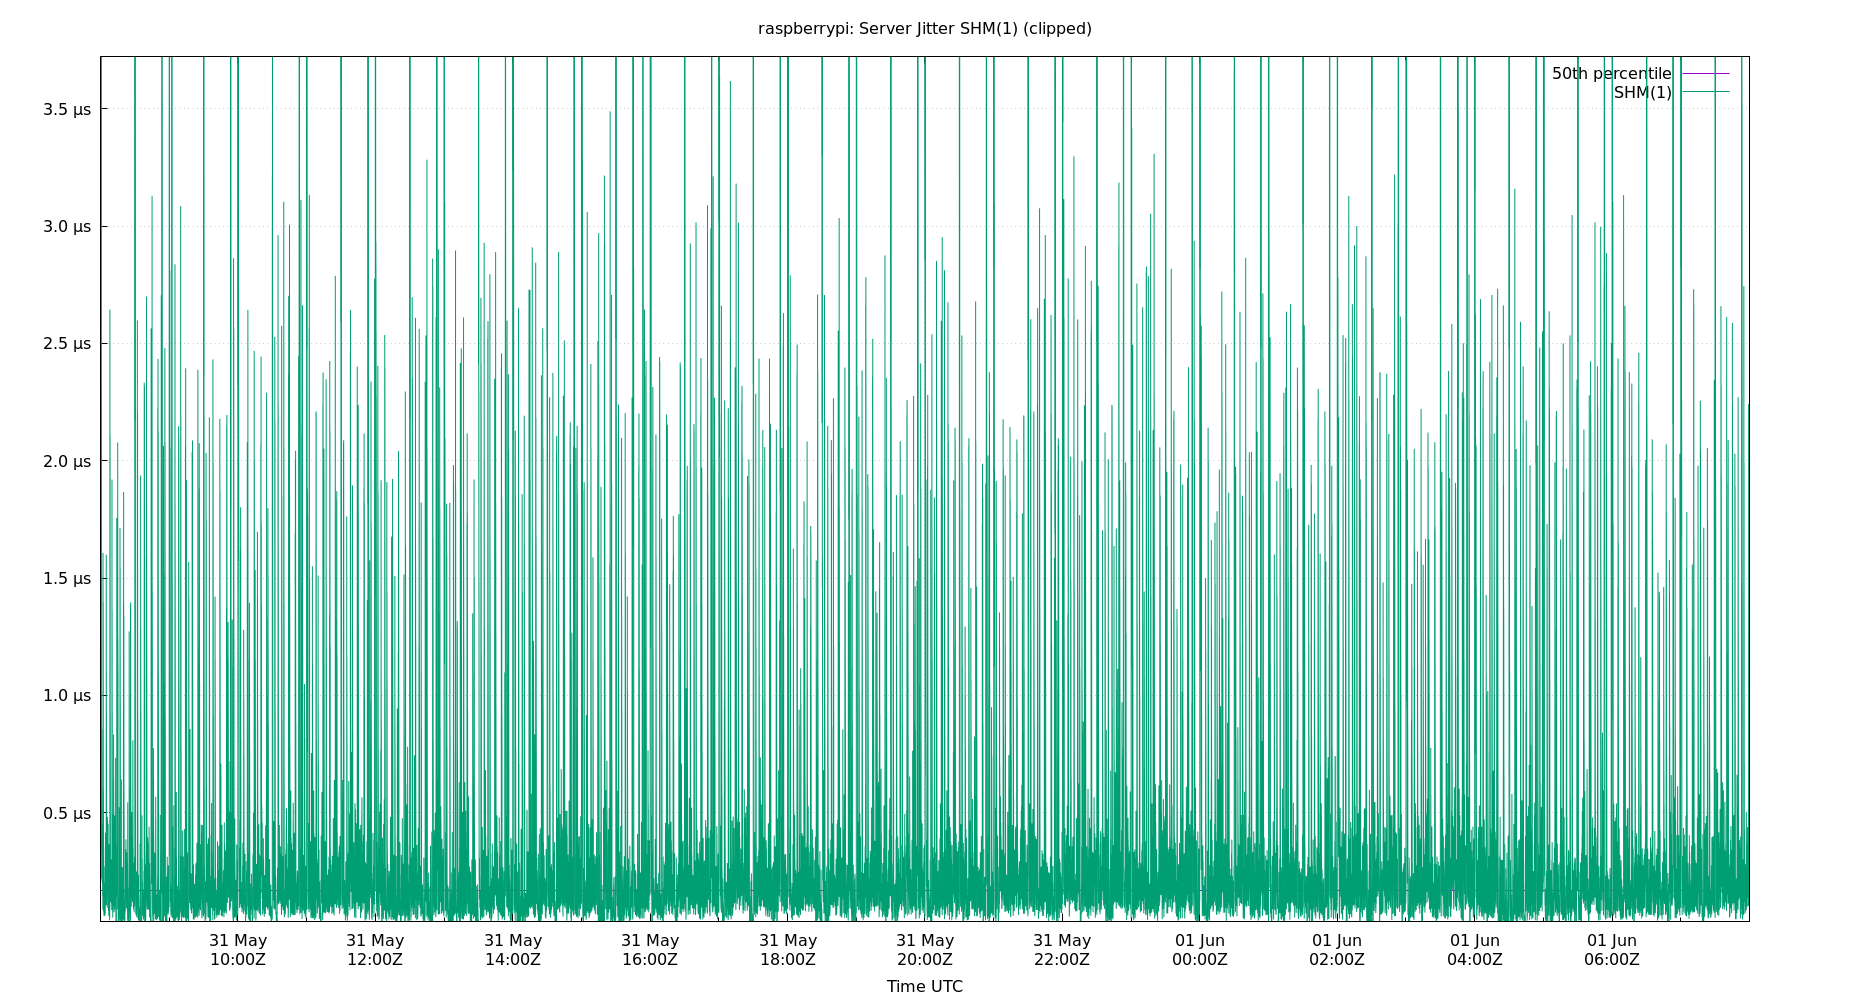 raspberrypi: Server Jitter SHM(1) (clipped)
50th percentile
SHM(1)
3.5 μs
3.0 μs
2.5 μs
2.0 μs
1.5 μs
1.0 μs
0.5 μs
31 May 31 May 31 May 31 May 31 May 31 May 31 May 01 Jun 01 Jun 01 Jun 01 Jun
10:00Z 12:00Z 14:00Z 16:00Z 18:00Z 20:00Z 22:00Z 00:00Z 02:00Z 04:00Z 06:00Z
Time UTC